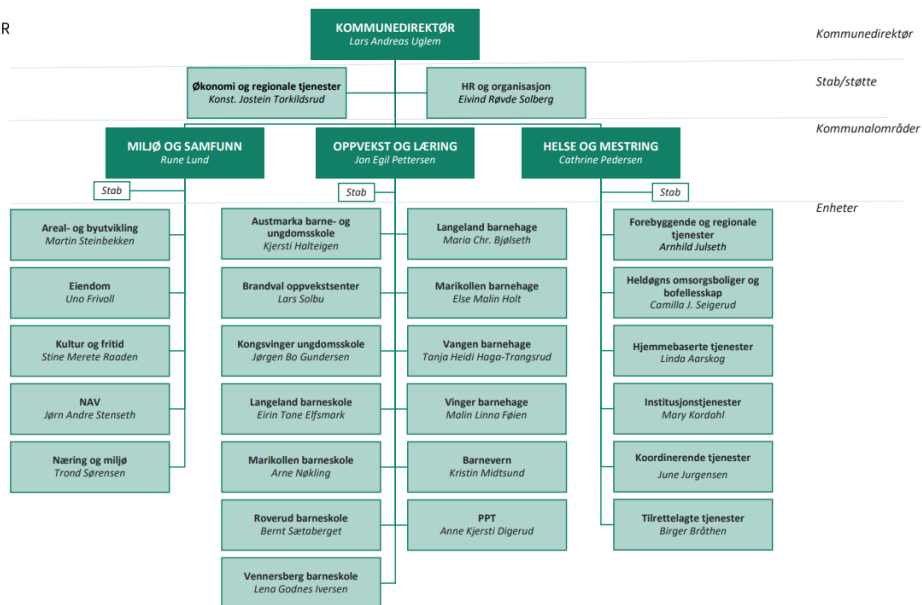 R
KOMMUNEDIREKTØR
Lars Andreas Uglem
Kommunedirektør
Økonomi og regionale tjenester
Konst. Jostein Torkildsrud
HR og organisasjon
Eivind Røvde Solberg
Stab/støtte
Kommunalområder
MILJØ OG SAMFUNN
Rune Lund
OPPVEKST OG LÆRING
Jon Egil Pettersen
HELSE OG MESTRING
Cathrine Pedersen
Stab
Stab
Stab
Enheter
Areal- og byutvikling
Martin Steinbekken
Eiendom
Uno Frivoll
Kultur og fritid
Stine Merete Raaden
NAV
Jørn Andre Stenseth
Næring og miljø
Trond Sørensen
Austmarka barne- og
ungdomsskole
Kjersti Halteigen
Brandval oppvekstsenter
Lars Solbu
Kongsvinger ungdomsskole
Jørgen Bo Gundersen
Langeland barneskole
Eirin Tone Elfsmark
Marikollen barneskole
Arne Nøkling
Roverud barneskole
Bernt Sætaberget
Vennersberg barneskole
Lena Godnes Iversen
Langeland barnehage
Maria Chr. Bjølseth
Marikollen barnehage
Else Malin Holt
Vangen barnehage
Tanja Heidi Haga-Trangsrud
Vinger barnehage
Malin Linna Føien
Barnevern
Kristin Midtsund
PPT
Anne Kjersti Digerud
Forebyggende og regionale
tjenester
Arnhild Julseth
Heldøgns omsorgsboliger og
bofellesskap
Camilla J. Seigerud
Hjemmebaserte tjenester
Linda Aarskog
Institusjonstjenester
Mary Kordahl
Koordinerende tjenester
June Jurgensen
Tilrettelagte tjenester
Birger Bråthen